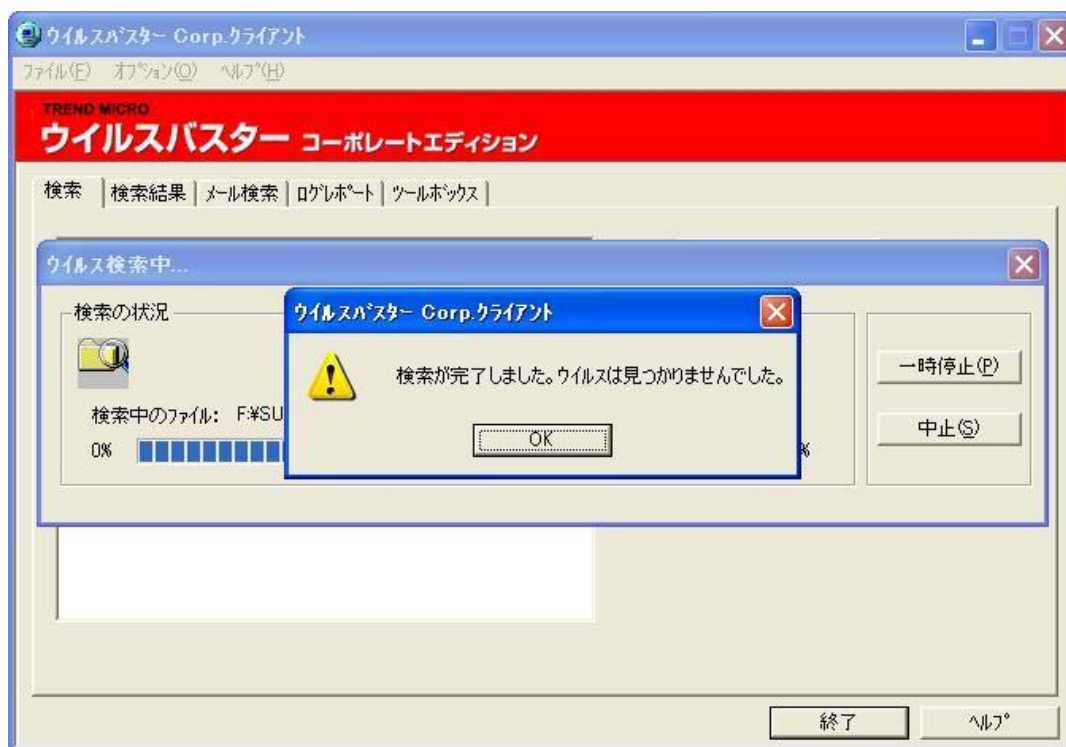 ウイルスバスター Corp.クライアント
ファイル(F) オプション(O) ヘルプ(H)
TREND MICRO
ウイルスバスター コーポレートエディション
検索 検索結果 メール検索 ログレポート ツールボックス
ウイルス検索中...
検索の状況
ウイルスバスター Corp.クライアント
検索が完了しました。ウイルスは見つかりませんでした。
OK
検索中のファイル: F:¥SU
0%
%
一時停止(P)
中止(S)
終了
ヘルプ